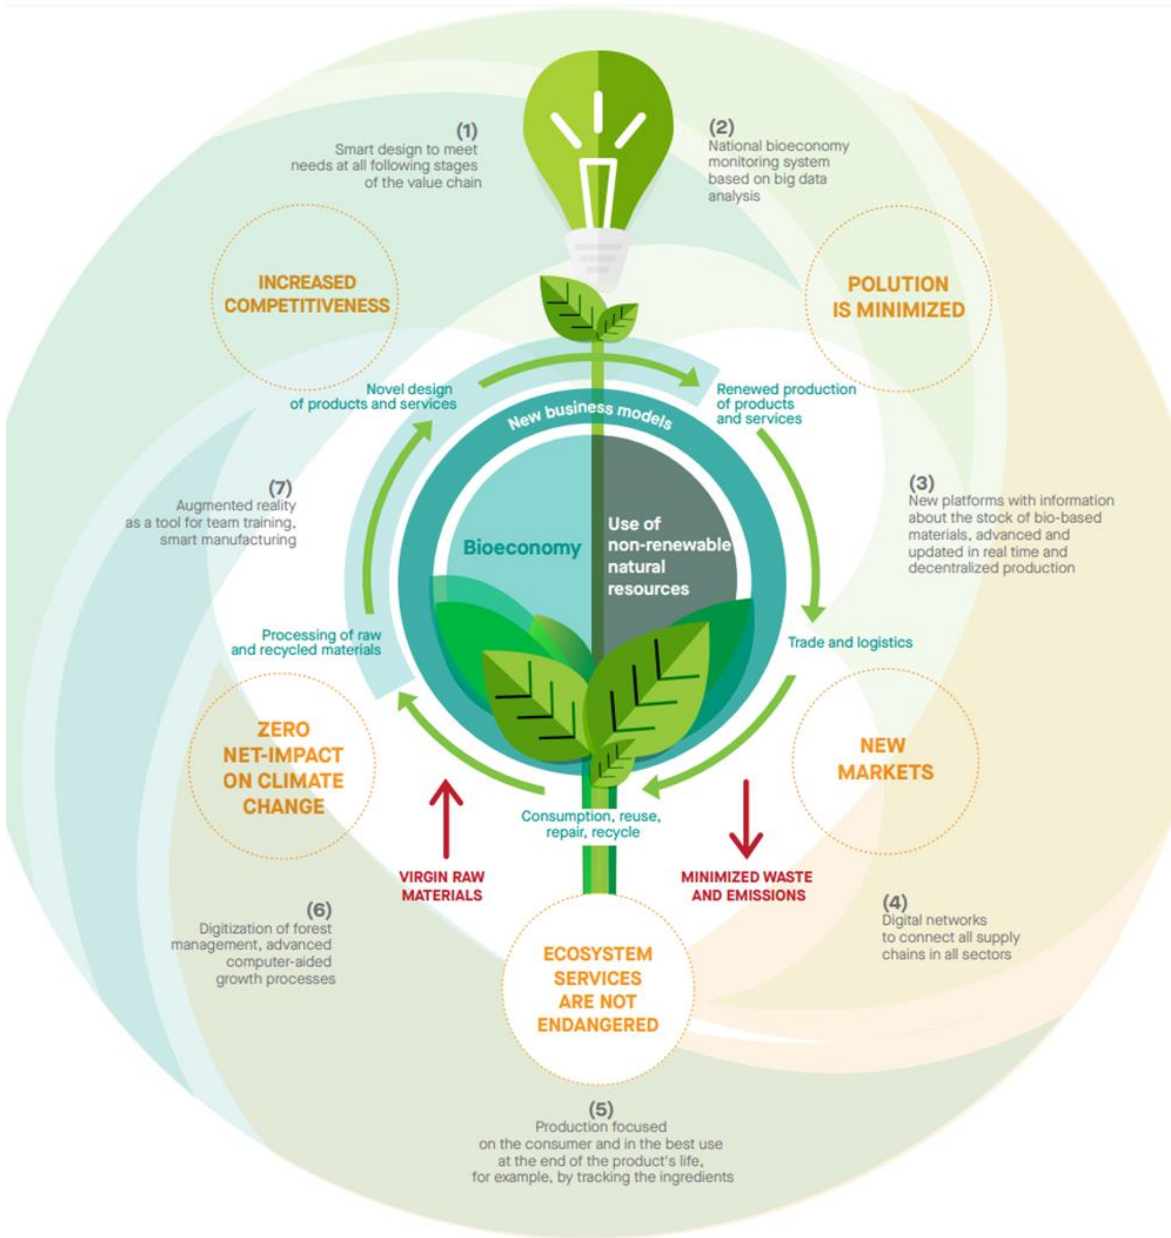 (1)
Smart design to meet
needs at all following stages
of the value chain
(2)
National bioeconomy
monitoring system
based on big data
analysis
INCREASED
COMPETITIVENESS
POLUTION
IS MINIMIZED
Novel design
of products and services
Renewed production
of products
and services
New business models
(7)
Augmented reality
as a tool for team training,
smart manufacturing
Bioeconomy
Use of
non-renewable
natural
resources
(3)
New platforms with information
about the stock of bio-based
materials, advanced and
updated in real time and
decentralized production
Processing of raw
and recycled materials
Trade and logistics
ZERO
NET-IMPACT
ON CLIMATE
CHANGE
NEW
MARKETS
Consumption, reuse,
repair, recycle
VIRGIN RAW
MATERIALS
MINIMIZED WASTE
AND EMISSIONS
(6)
Digitization of forest
management, advanced
computer-aided
growth processes
(4)
Digital networks
to connect all supply
chains in all sectors
ECOSYSTEM
SERVICES
ARE NOT
ENDANGERED
(5)
Production focused
on the consumer and in the best use
at the end of the product's life,
for example, by tracking the ingredients